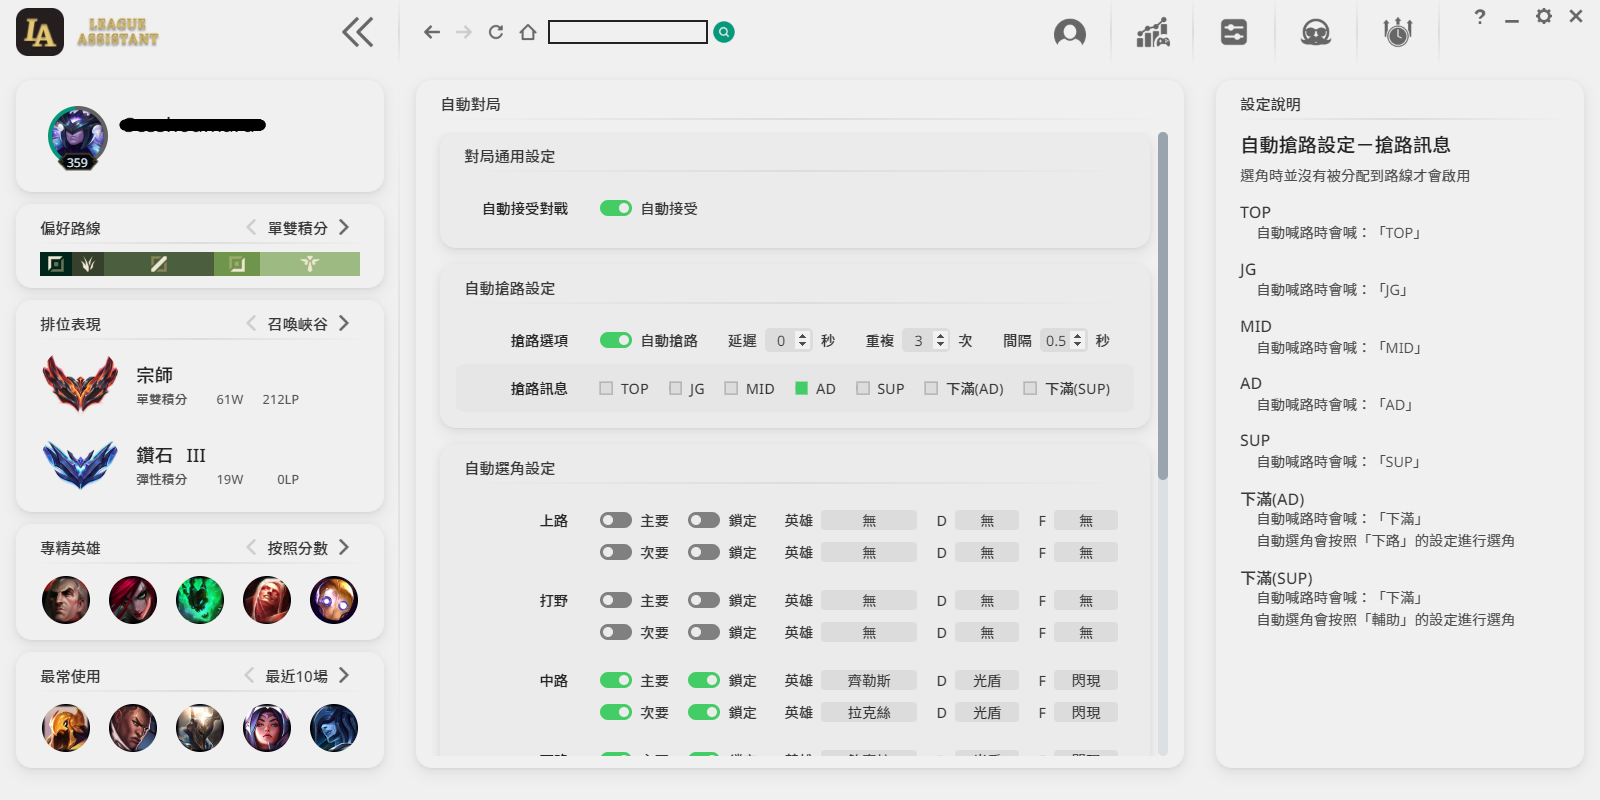 LA LEAGUE
ASSISTANT
?
359
偏好路線 單雙積分
排位表現 召喚峽谷
宗師
單雙積分 61W 212LP
鑽石 III
彈性積分 19W 0LP
專精英雄 按照分數
最常使用 最近10場
自動對局
對局通用設定
自動接受對戰 自動接受
自動搶路設定
搶路選項 自動搶路 延遲 0 秒 重複 3 次 間隔 0.5 秒
搶路訊息 TOP JG MID AD SUP 下滿(AD) 下滿(SUP)
自動選角設定
上路 主要 鎖定 英雄 無 D 無 F 無
次要 鎖定 英雄 無 D 無 F 無
打野 主要 鎖定 英雄 無 D 無 F 無
次要 鎖定 英雄 無 D 無 F 無
中路 主要 鎖定 英雄 齊勒斯 D 光盾 F 閃現
次要 鎖定 英雄 拉克絲 D 光盾 F 閃現
設定說明
自動搶路設定－搶路訊息
選角時並沒有被分配到路線才會啟用
TOP
自動喊路時會喊：「TOP」
JG
自動喊路時會喊：「JG」
MID
自動喊路時會喊：「MID」
AD
自動喊路時會喊：「AD」
SUP
自動喊路時會喊：「SUP」
下滿(AD)
自動喊路時會喊：「下滿」
自動選角會按照「下路」的設定進行選角
下滿(SUP)
自動喊路時會喊：「下滿」
自動選角會按照「輔助」的設定進行選角